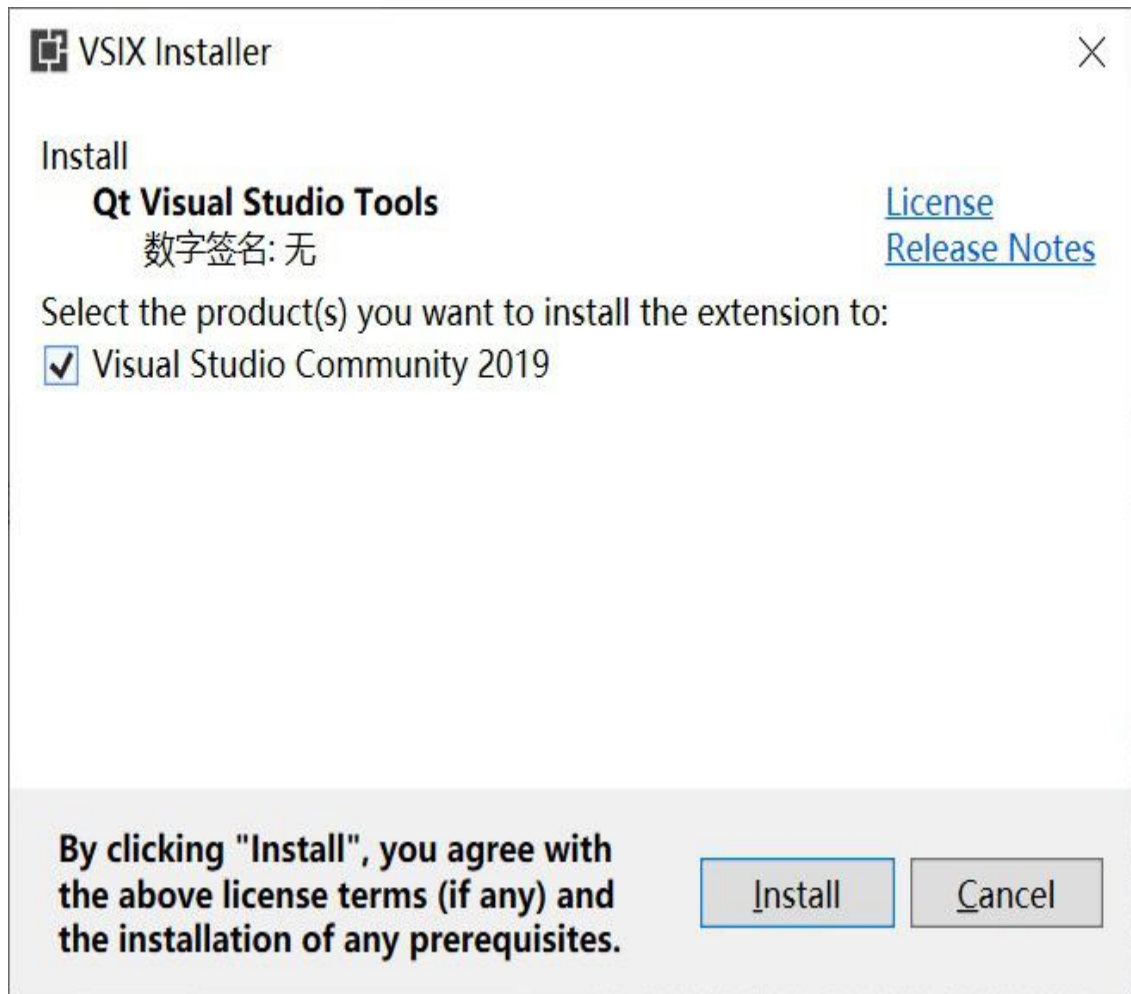 VSIX Installer
Install
Qt Visual Studio Tools
License
数字签名: 无
Release Notes
Select the product(s) you want to install the extension to:
Visual Studio Community 2019
By clicking "Install", you agree with
the above license terms (if any) and
the installation of any prerequisites.
Install
Cancel